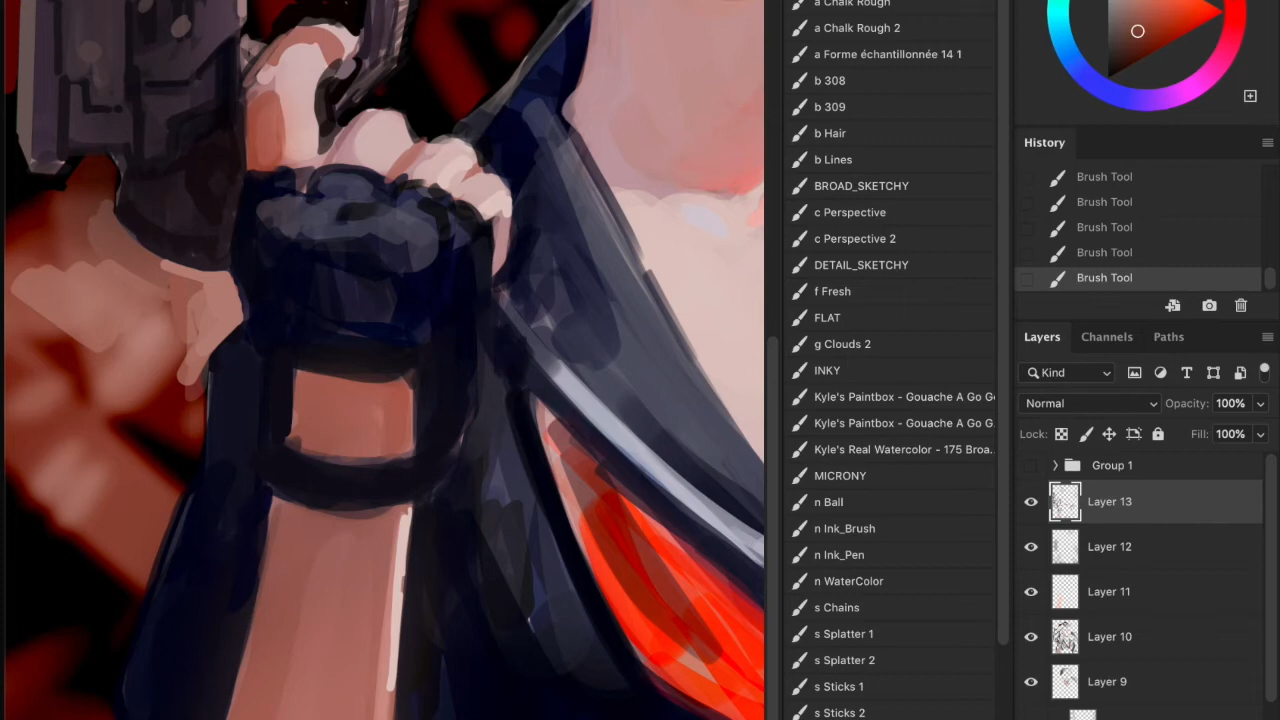 a Chalk Rough
a Chalk Rough 2
a Forme échantillonnée 14 1
b 308
b 309
b Hair
b Lines
BROAD_SKETCHY
c Perspective
c Perspective 2
DETAIL_SKETCHY
f Fresh
FLAT
g Clouds 2
INKY
Kyle's Paintbox - Gouache A Go Go
Kyle's Paintbox - Gouache A Go G
Kyle's Real Watercolor - 175 Broa...
MICRONY
n Ball
n Ink_Brush
n Ink_Pen
n WaterColor
s Chains
s Splatter 1
s Splatter 2
s Sticks 1
s Sticks 2
History
Brush Tool
Brush Tool
Brush Tool
Brush Tool
Brush Tool
Layers Channels Paths
Kind
Normal Opacity: 100%
Lock: Fill: 100%
Group 1
Layer 13
Layer 12
Layer 11
Layer 10
Layer 9